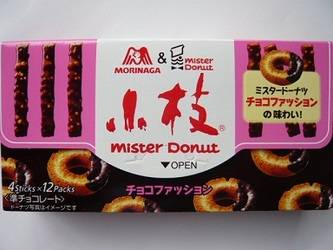 MORINAGA & mister Donut
ミスタードーナツ
チョコファッション
の味わい!
小枝®
mister Donut
▼OPEN
チョコファッション
4Sticks×12Packs
〈準チョコレート〉
ドーナツ写真はイメージです